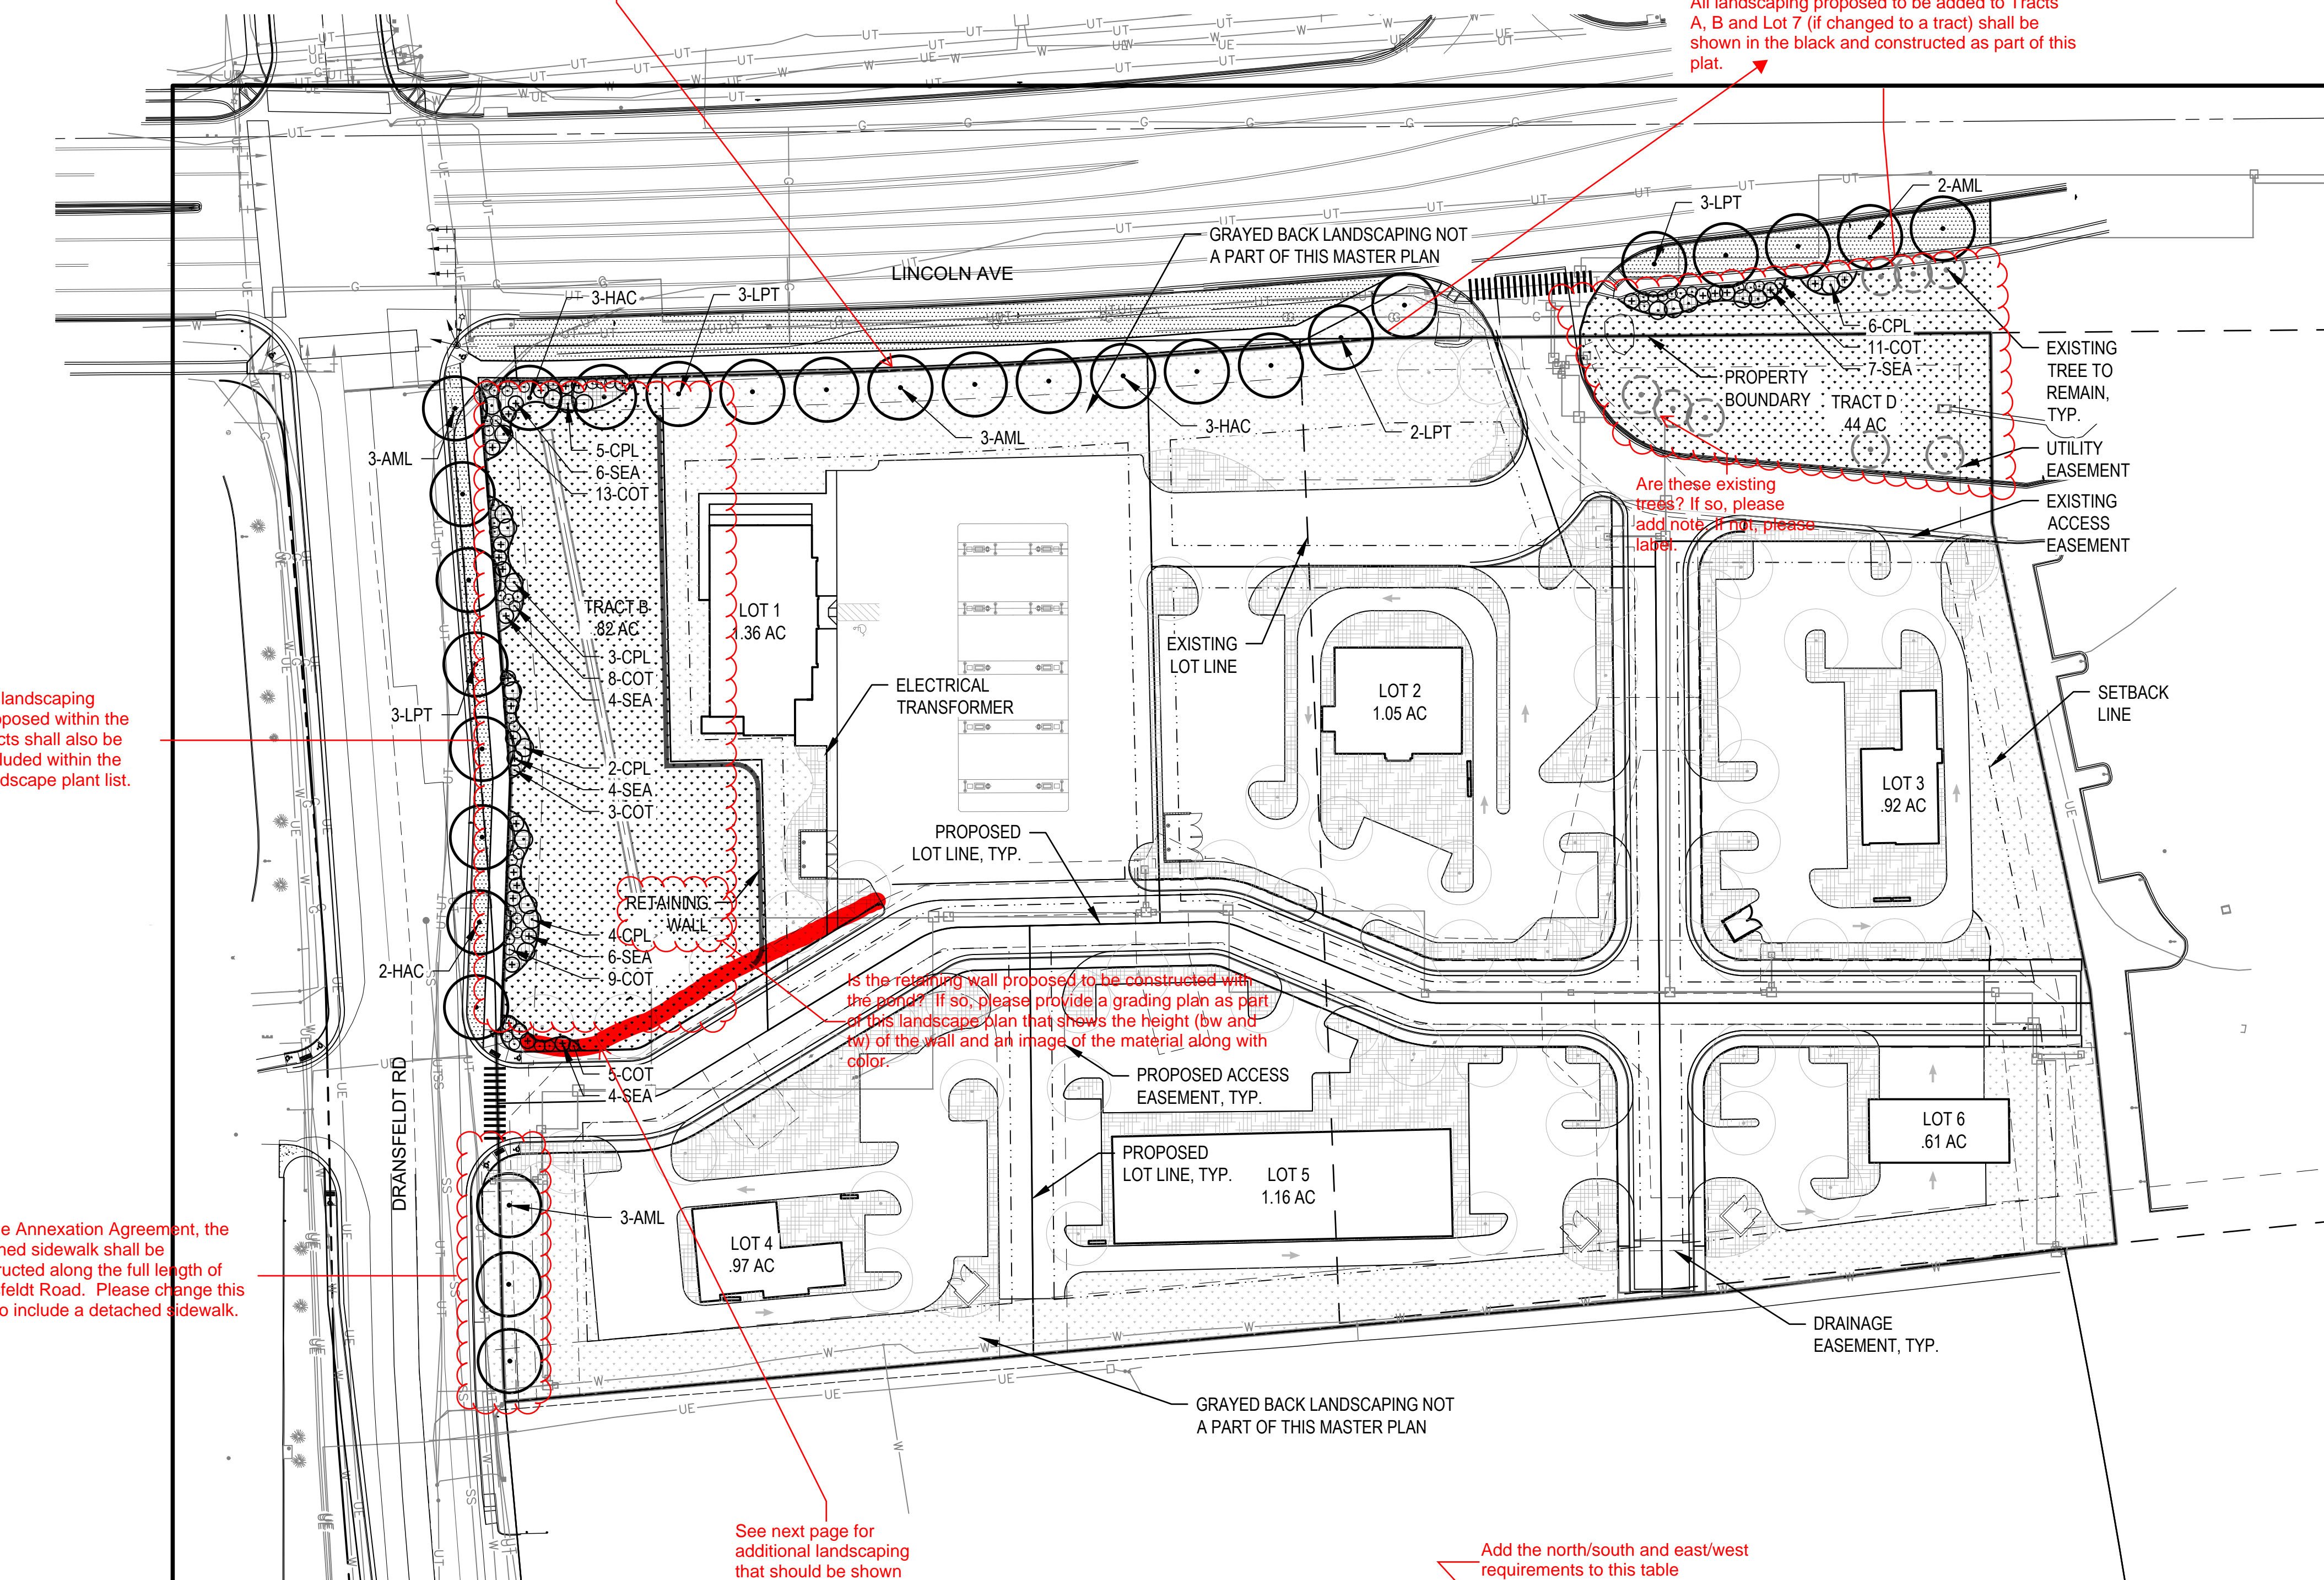 All landscaping proposed to be added to Tracts
A, B and Lot 7 (if changed to a tract) shall be
shown in the black and constructed as part of this
plat.
2-AML
3-LPT
GRAYED BACK LANDSCAPING NOT
A PART OF THIS MASTER PLAN
LINCOLN AVE
3-HAC
3-LPT
6-CPL
11-COT
7-SEA
EXISTING
TREE TO
REMAIN,
TYP.
PROPERTY
BOUNDARY
TRACT D
.44 AC
UTILITY
EASEMENT
EXISTING
ACCESS
EASEMENT
3-AML
5-CPL
6-SEA
13-COT
3-AML
3-HAC
2-LPT
Are these existing
trees? If so, please
add note. If not, please
label.
TRACT B
.82 AC
LOT 1
1.36 AC
EXISTING
LOT LINE
3-CPL
8-COT
4-SEA
ELECTRICAL
TRANSFORMER
LOT 2
1.05 AC
SETBACK
LINE
3-LPT
landscaping
posed within the
cts shall also be
luded within the
dscape plant list.
2-CPL
4-SEA
3-COT
LOT 3
.92 AC
PROPOSED
LOT LINE, TYP.
RETAINING
WALL
4-CPL
6-SEA
9-COT
2-HAC
Is the retaining wall proposed to be constructed with
the pond? If so, please provide a grading plan as part
of this landscape plan that shows the height (bw and
tw) of the wall and an image of the material along with
color.
5-COT
4-SEA
PROPOSED ACCESS
EASEMENT, TYP.
DRANSFELDT RD
LOT 6
.61 AC
PROPOSED
LOT LINE, TYP.
LOT 5
1.16 AC
3-AML
LOT 4
.97 AC
e Annexation Agreement, the
hed sidewalk shall be
ructed along the full length of
feldt Road. Please change this
o include a detached sidewalk.
DRAINAGE
EASEMENT, TYP.
GRAYED BACK LANDSCAPING NOT
A PART OF THIS MASTER PLAN
See next page for
additional landscaping
that should be shown
Add the north/south and east/west
requirements to this table